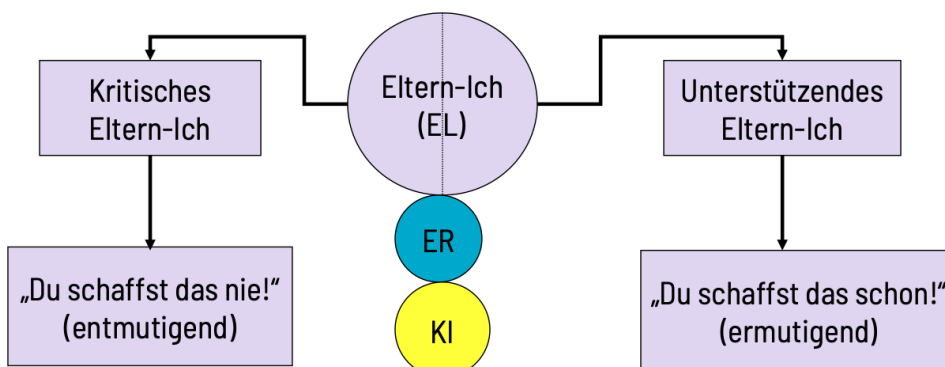 Kritisches
Eltern-Ich
Eltern-Ich
(EL)
Unterstützendes
Eltern-Ich
ER
„Du schaffst das nie!“
(entmutigend)
„Du schaffst das schon!“
(ermutigend)
KI